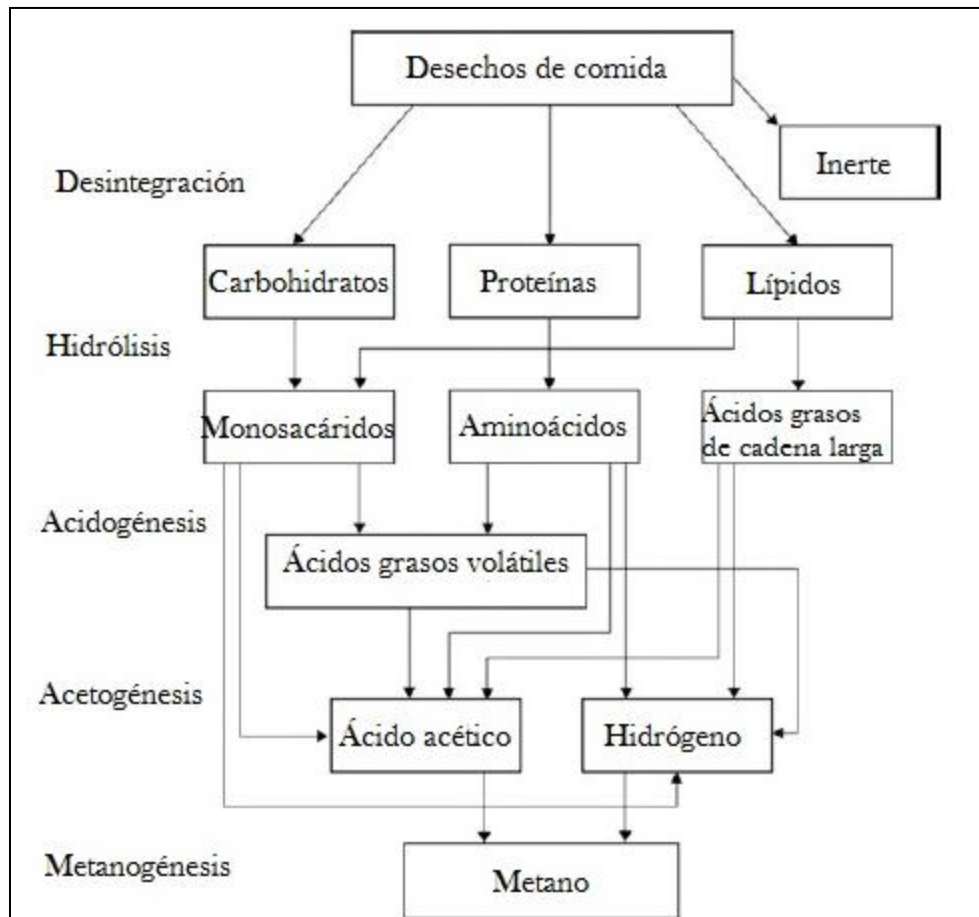 Desechos de comida
Inerte
Desintegración
Carbohidratos
Proteínas
Lípidos
Hidrólisis
Monosacáridos
Aminoácidos
Ácidos grasos
de cadena larga
Acidogénesis
Ácidos grasos volátiles
Acetogénesis
Ácido acético
Hidrógeno
Metanogénesis
Metano